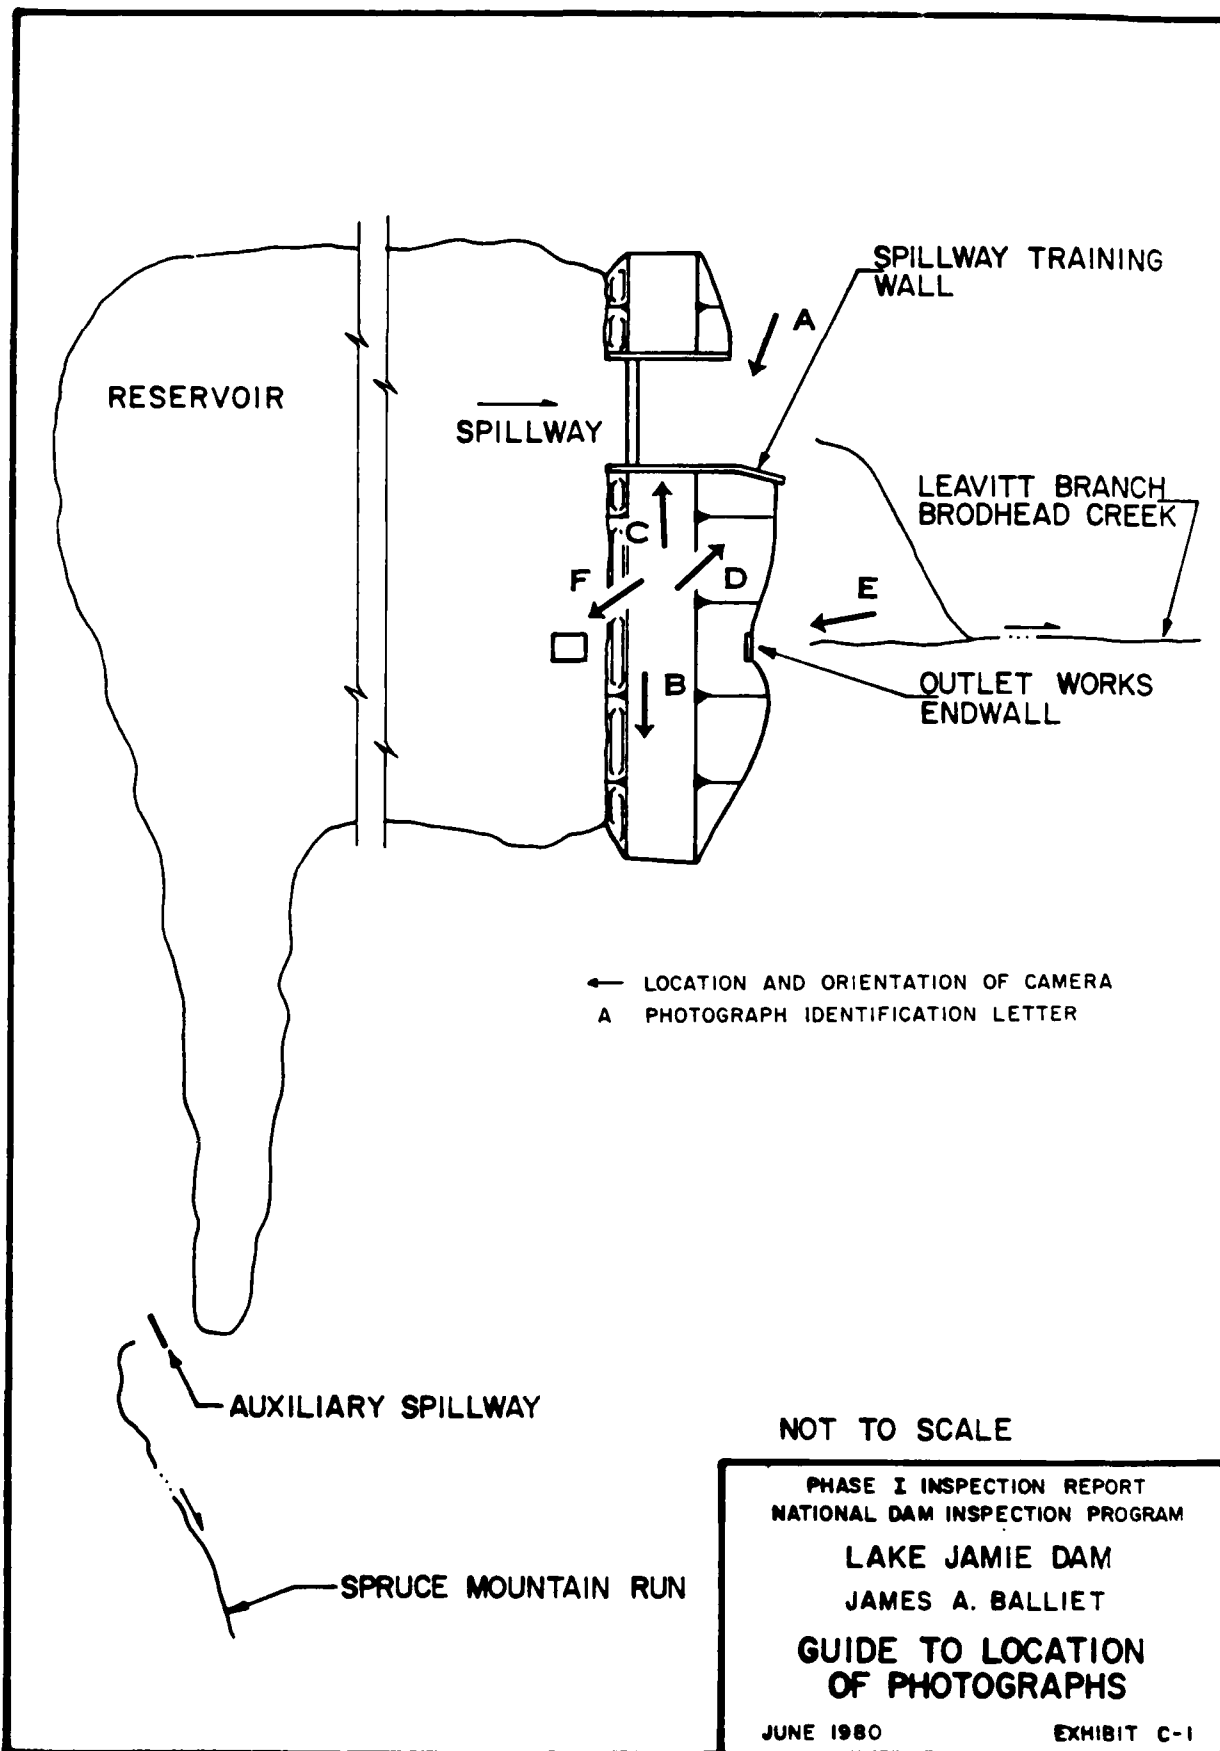 SPILLWAY TRAINING
WALL
A
RESERVOIR
SPILLWAY
LEAVITT BRANCH
BRODHEAD CREEK
C
F
D
E
B
OUTLET WORKS
ENDWALL
LOCATION AND ORIENTATION OF CAMERA
A PHOTOGRAPH IDENTIFICATION LETTER
AUXILIARY SPILLWAY
NOT TO SCALE
SPRUCE MOUNTAIN RUN
PHASE I INSPECTION REPORT
NATIONAL DAM INSPECTION PROGRAM
LAKE JAMIE DAM
JAMES A. BALLIET
GUIDE TO LOCATION
OF PHOTOGRAPHS
JUNE 1980 EXHIBIT C-1